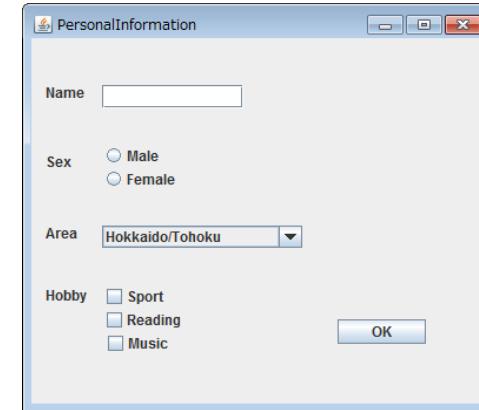 PersonalInformation
Name
Sex
Male
Female
Area
Hokkaido/Tohoku
Hobby
Sport
Reading
Music
OK